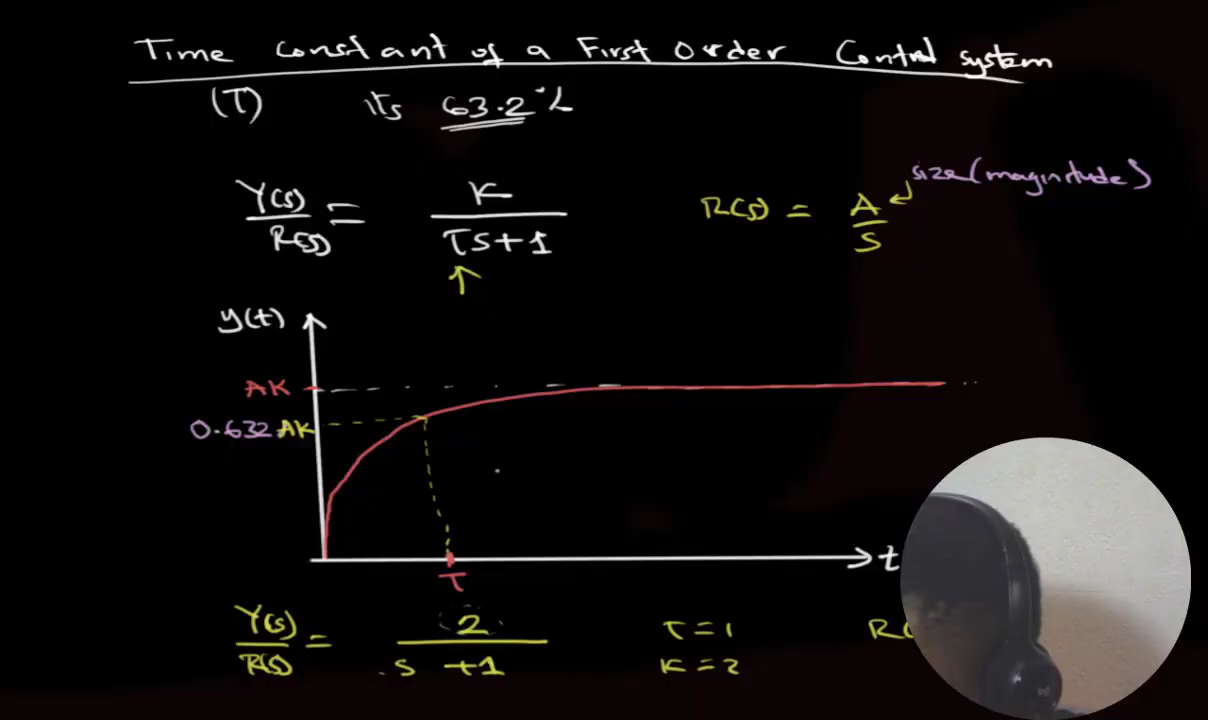 Time constant of a First Order Control system
(T) its 63.2%
size(magnitude)
Y(s)/R(s) = K/(τs+1) R(s) = A/s
y(t)
AK
0.632AK
t
τ
Y(s)/R(s) = 2/(s+1) τ=1 R(
K=2